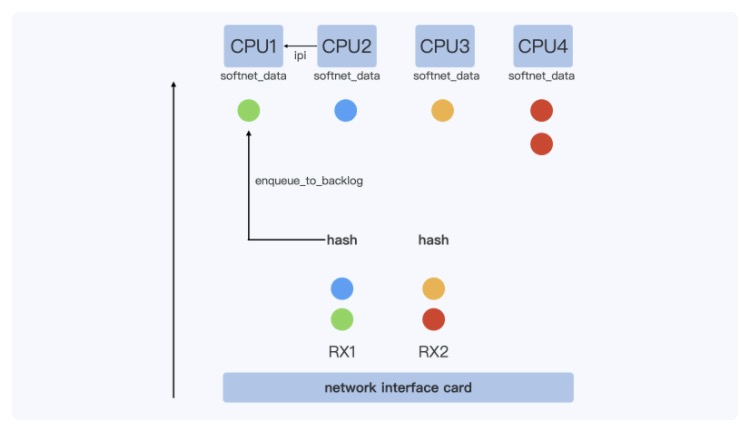 CPU1
CPU2
CPU3
CPU4
ipi
softnet_data
softnet_data
softnet_data
softnet_data
enqueue_to_backlog
hash
hash
RX1
RX2
network interface card